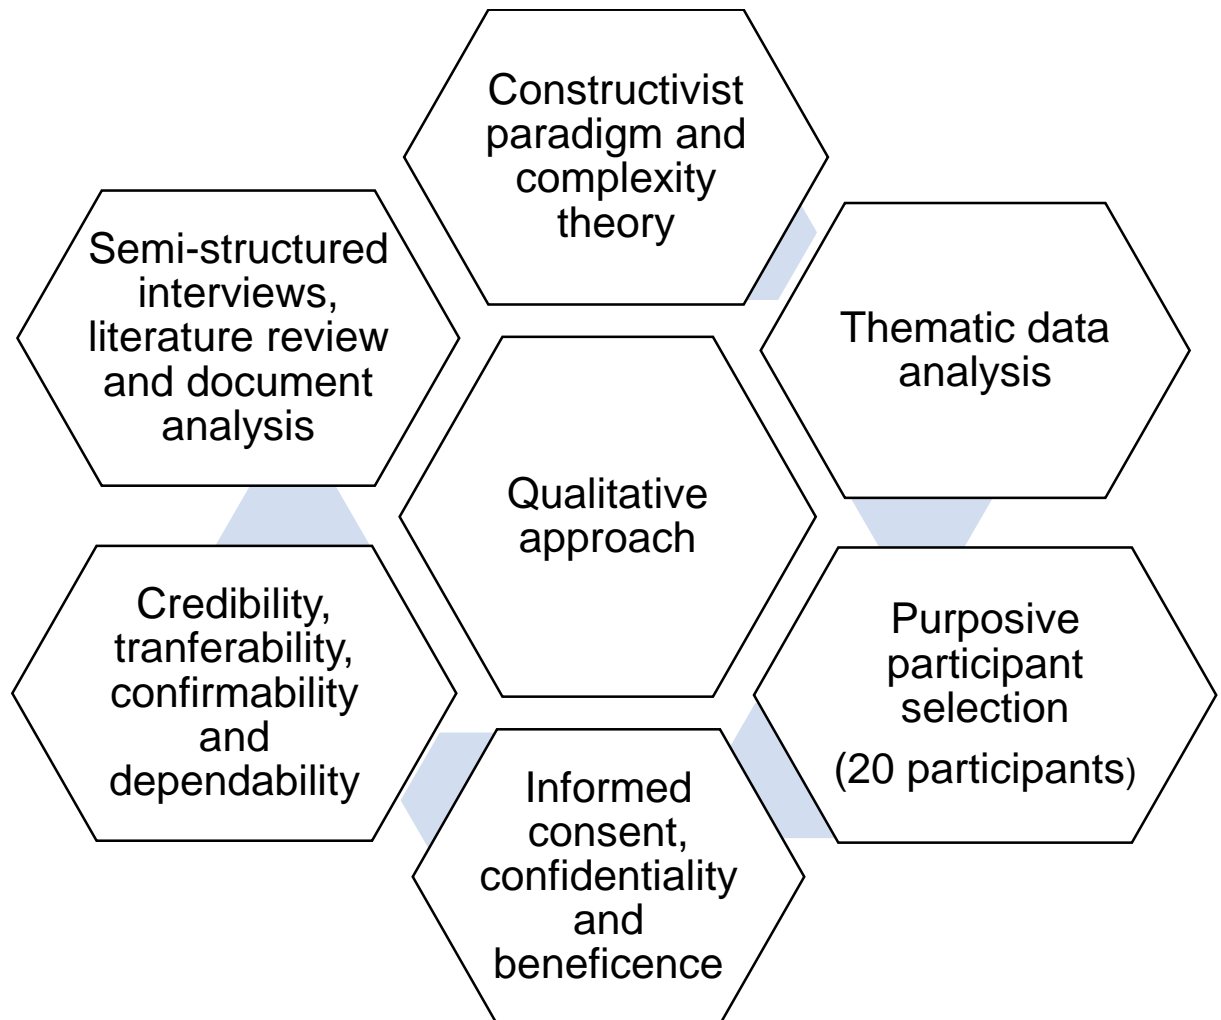 Constructivist
paradigm and
complexity
theory
Semi-structured
interviews,
literature review
and document
analysis
Thematic data
analysis
Qualitative
approach
Credibility,
tranferability,
confirmability
and
dependability
Purposive
participant
selection
(20 participants)
Informed
consent,
confidentiality
and
beneficence